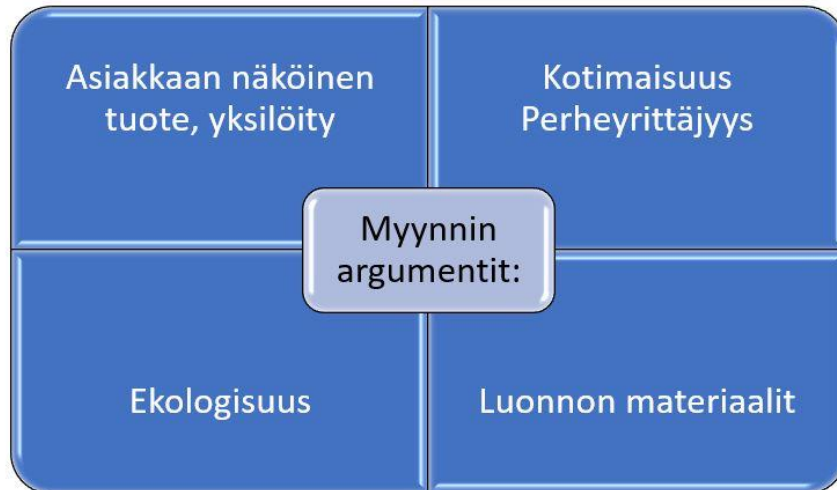 Asiakkaan näköinen
tuote, yksilöity
Kotimaisuus
Perheyrittäjyys
Myynnin
argumentit:
Ekologisuus
Luonnon materiaalit